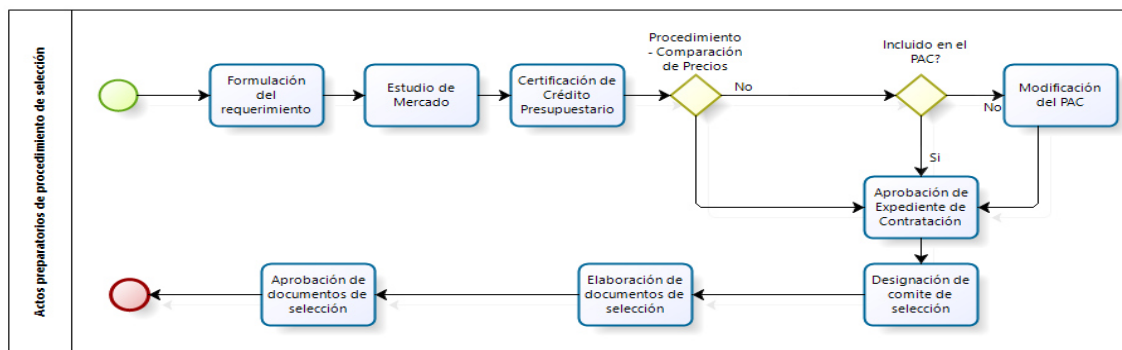 Actos preparatorios de procedimiento de selección
Formulación
del
requerimiento
Estudio de
Mercado
Certificación de
Crédito
Presupuestario
Procedimiento
- Comparación
de Precios
No
Incluido en el
PAC?
No
Modificación
del PAC
Si
Aprobación de
Expediente de
Contratación
Designación de
comite de
selección
Elaboración de
documentos de
selección
Aprobación de
documentos de
selección